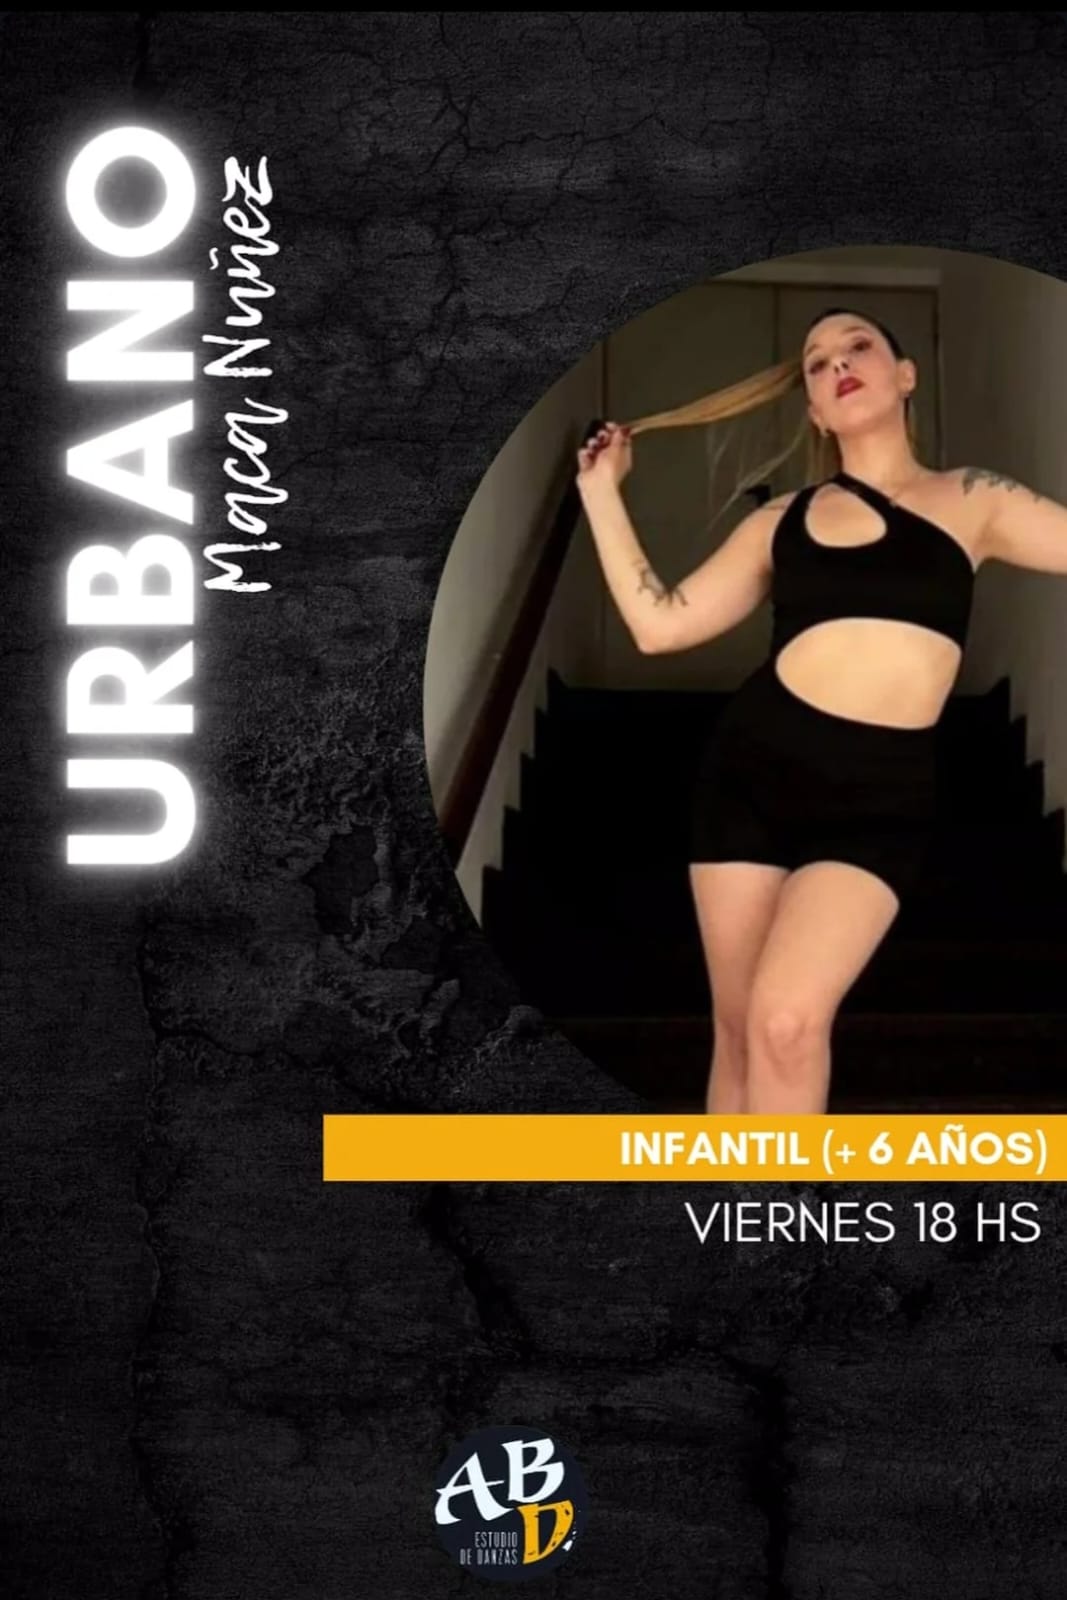 URBANO
Maca Nuñez
INFANTIL (+ 6 AÑOS)
VIERNES 18 HS
ABD
ESTUDIO
DE DANZAS